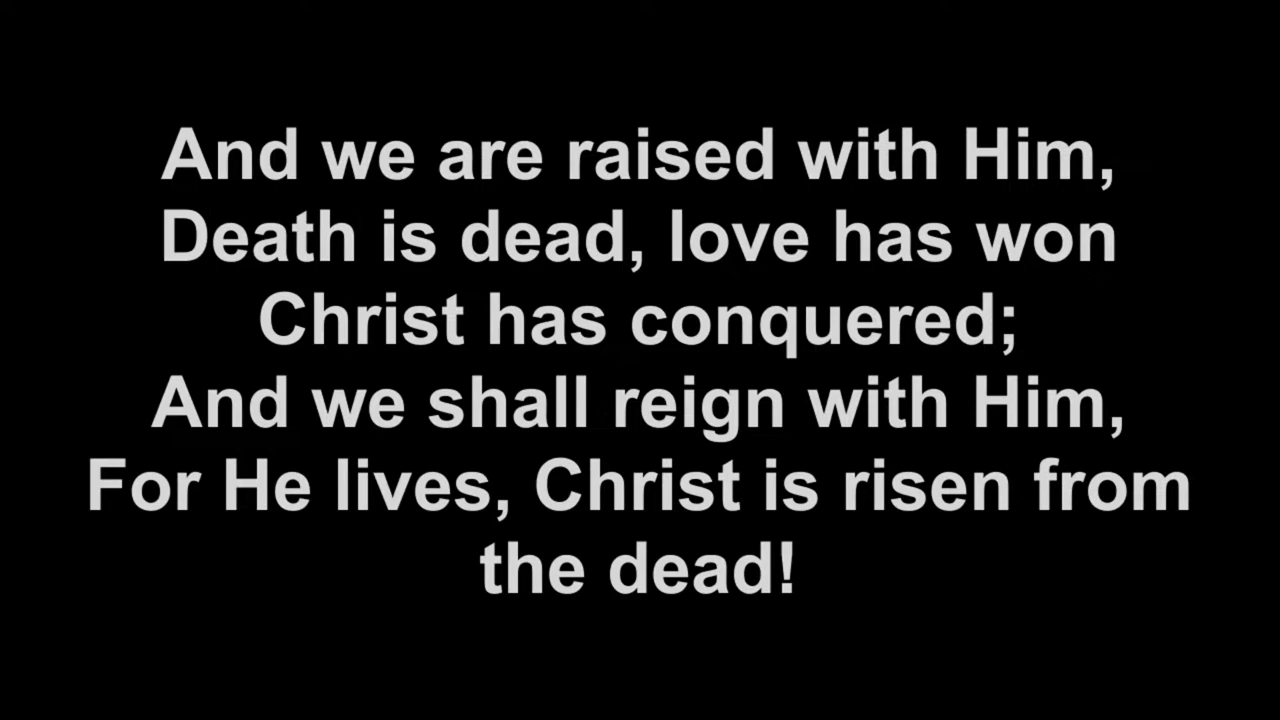 And we are raised with Him,
Death is dead, love has won
Christ has conquered;
And we shall reign with Him,
For He lives, Christ is risen from
the dead!